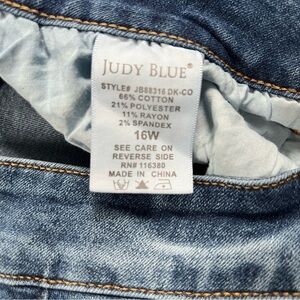 JUDY BLUE®
STYLE# JB88316 DK-CO
66% COTTON
21% POLYESTER
11% RAYON
2% SPANDEX
16W
SEE CARE ON
REVERSE SIDE
RN# 116380
MADE IN CHINA